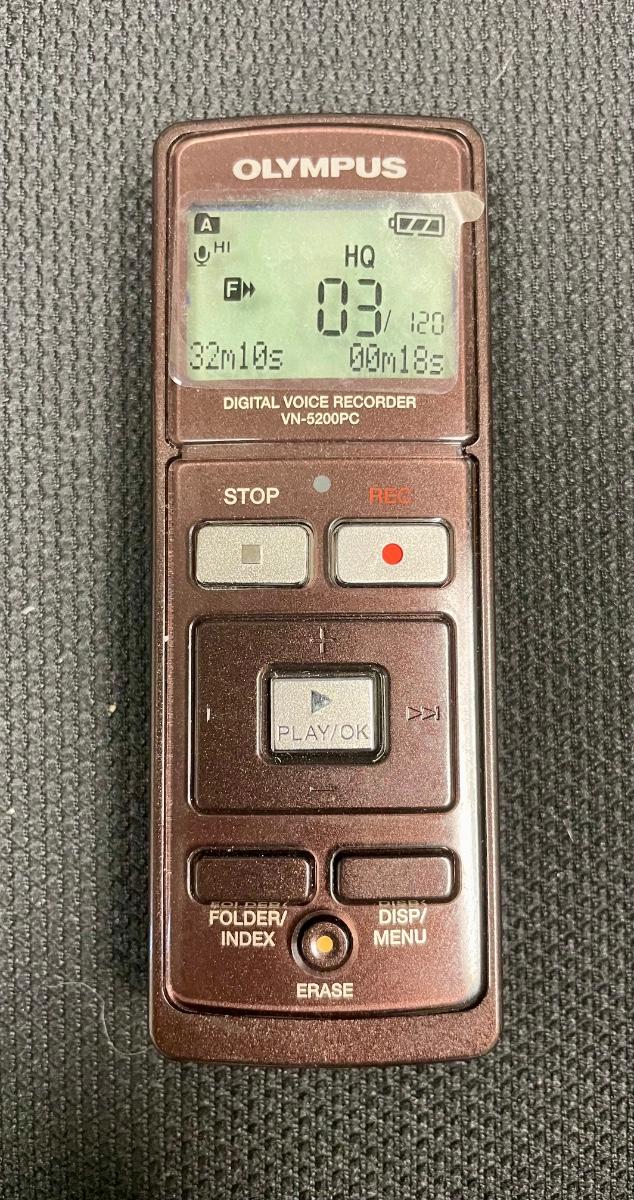 OLYMPUS
A
HI
HQ
F
03/ 120
32m10s 00m18s
DIGITAL VOICE RECORDER
VN-5200PC
STOP REC
+
PLAY/OK
−
FOLDER/ DISP/
INDEX MENU
ERASE